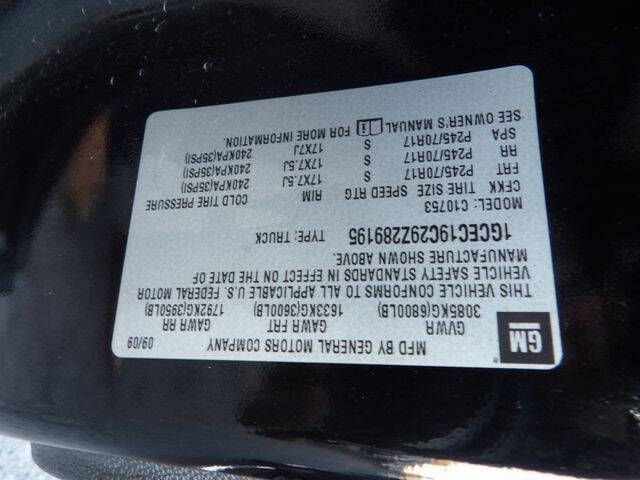 GM
MFD BY GENERAL MOTORS COMPANY
09/09
GVWR GAWR FRT GAWR RR
3085KG(6800LB) 1633KG(3600LB) 1792KG(3950LB)
THIS VEHICLE CONFORMS TO ALL APPLICABLE U.S. FEDERAL MOTOR
VEHICLE SAFETY STANDARDS IN EFFECT ON THE DATE OF
MANUFACTURE SHOWN ABOVE.
1GCEC19C29Z289195 TYPE: TRUCK
MODEL: C10753
CFKK TIRE SIZE SPEED RTG RIM COLD TIRE PRESSURE
FRT P245/70R17 S 17X7.5J 240KPA(35PSI)
RR P245/70R17 S 17X7.5J 240KPA(35PSI)
SPA P245/70R17 S 17X7J 240KPA(35PSI)
SEE OWNER'S MANUAL FOR MORE INFORMATION.